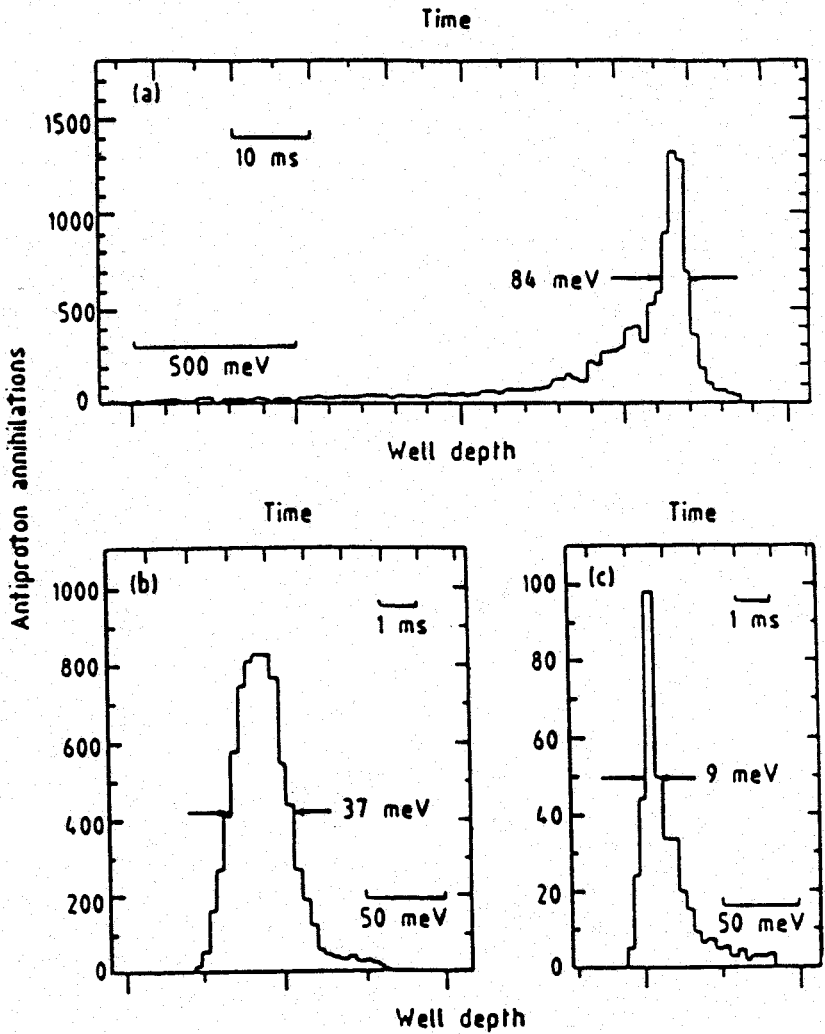 Time
(a)
1500
10 ms
1000
84 meV
500
500 meV
0
Well depth
Antiproton annihilations
Time
(b)
1000
1 ms
800
600
37 meV
400
200
50 meV
0
Time
(c)
100
1 ms
80
60
9 meV
40
20
50 meV
0
Well depth